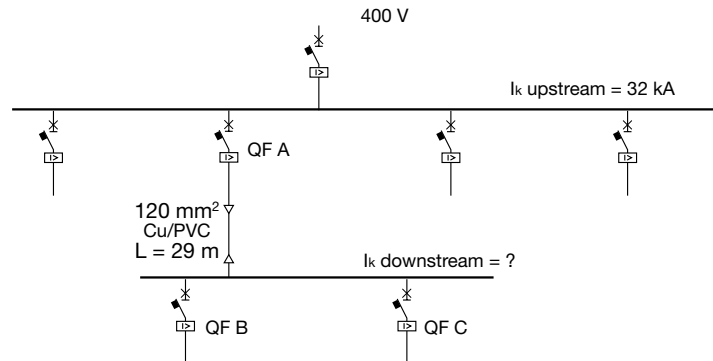 400 V
I>
Ik upstream = 32 kA
I>
I>
QF A
I>
I>
120 mm²
Cu/PVC
L = 29 m
Ik downstream = ?
I>
QF B
I>
QF C